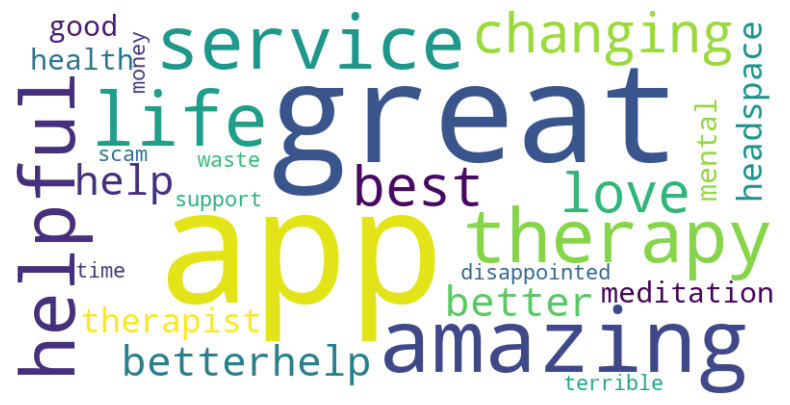 good
service
changing
health
money
headspace
helpful
life
great
mental
scam
waste
help
best
love
support
app
therapy
time
disappointed
better
meditation
therapist
amazing
betterhelp
terrible